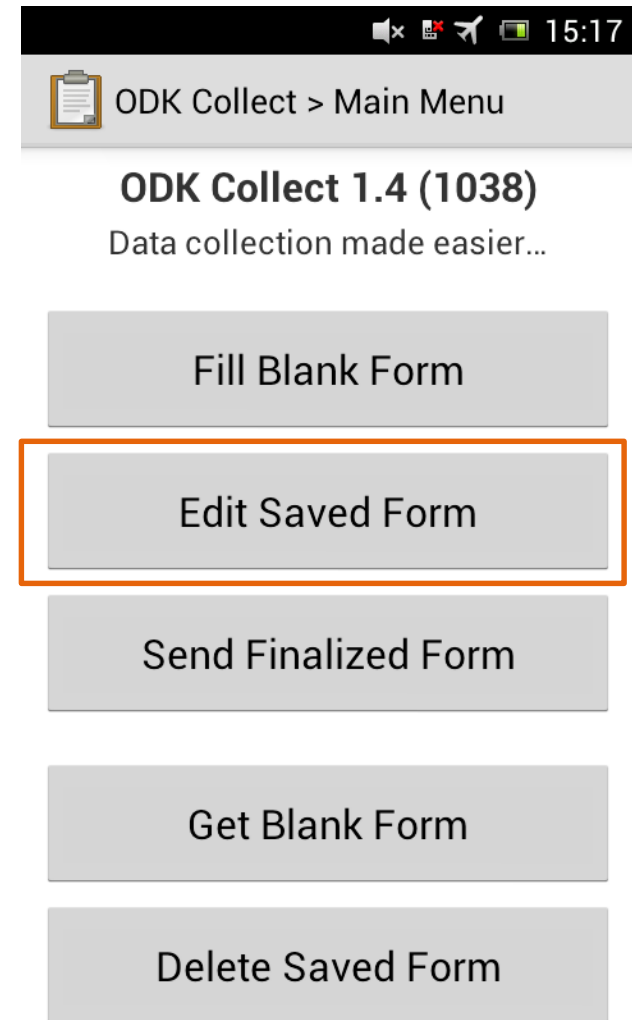 15:17
ODK Collect > Main Menu
ODK Collect 1.4 (1038)
Data collection made easier...
Fill Blank Form
Edit Saved Form
Send Finalized Form
Get Blank Form
Delete Saved Form